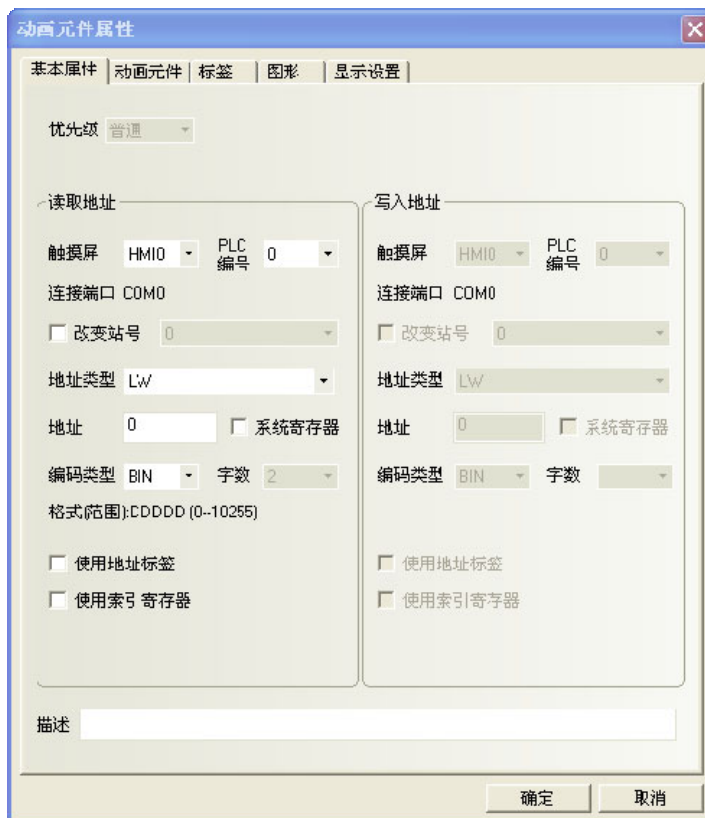 动画元件属性
基本属性 动画元件 标签 图形 显示设置
优先级 普通
读取地址
触摸屏 HMI0 PLC编号 0
连接端口 COM0
改变站号 0
地址类型 LW
地址 0 系统寄存器
编码类型 BIN 字数 2
格式(范围):CDDDD (0--10255)
使用地址标签
使用索引寄存器
写入地址
触摸屏 HMI0 PLC编号 0
连接端口 COM0
改变站号 0
地址类型 LW
地址 0 系统寄存器
编码类型 BIN 字数
使用地址标签
使用索引寄存器
描述
确定 取消